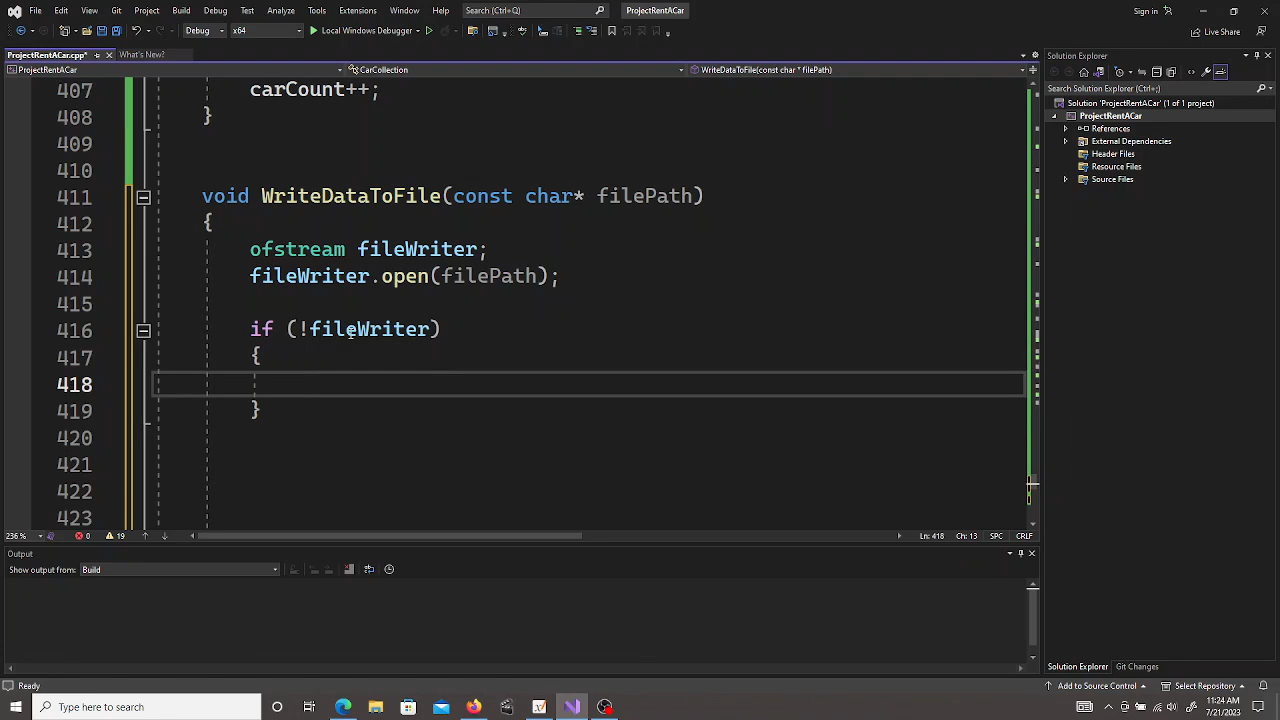 File Edit View Git Project Build Debug Test Analyze Tools Extensions Window Help Search (Ctrl+Q) ProjectRentACar Sign in
Debug x64 Local Windows Debugger Live Share
ProjectRentACar.cpp* What's New? Solution Explorer
ProjectRentACar CarCollection WriteDataToFile(const char * filePath)
Search Solution Explorer (Ctrl+;)
Solution 'ProjectRentACar' (1 of 1 project)
ProjectRentACar
References
External Dependencies
Header Files
Resource Files
Source Files
407 carCount++;
408 }
409
410
411 void WriteDataToFile(const char* filePath)
412 {
413 ofstream fileWriter;
414 fileWriter.open(filePath);
415
416 if (!fileWriter)
417 {
418
419 }
420
421
422
423
236 % 0 19 Ln: 418 Ch: 13 SPC CRLF
Output
Show output from: Build
Solution Explorer Git Changes
Ready Add to Source Control Select Repository
Type here to search 11:24 AM
7/21/2023